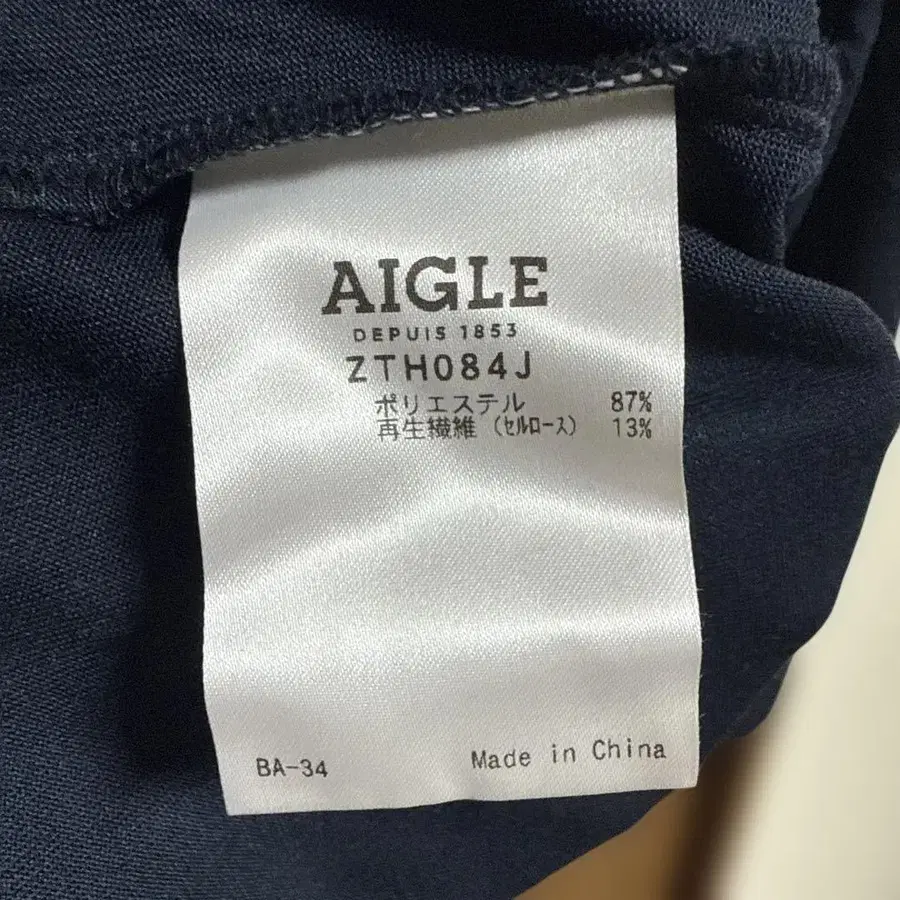 AIGLE
DEPUIS 1853
ZTH084J
ポリエステル 87%
再生繊維 (セルロース) 13%
BA-34 Made in China